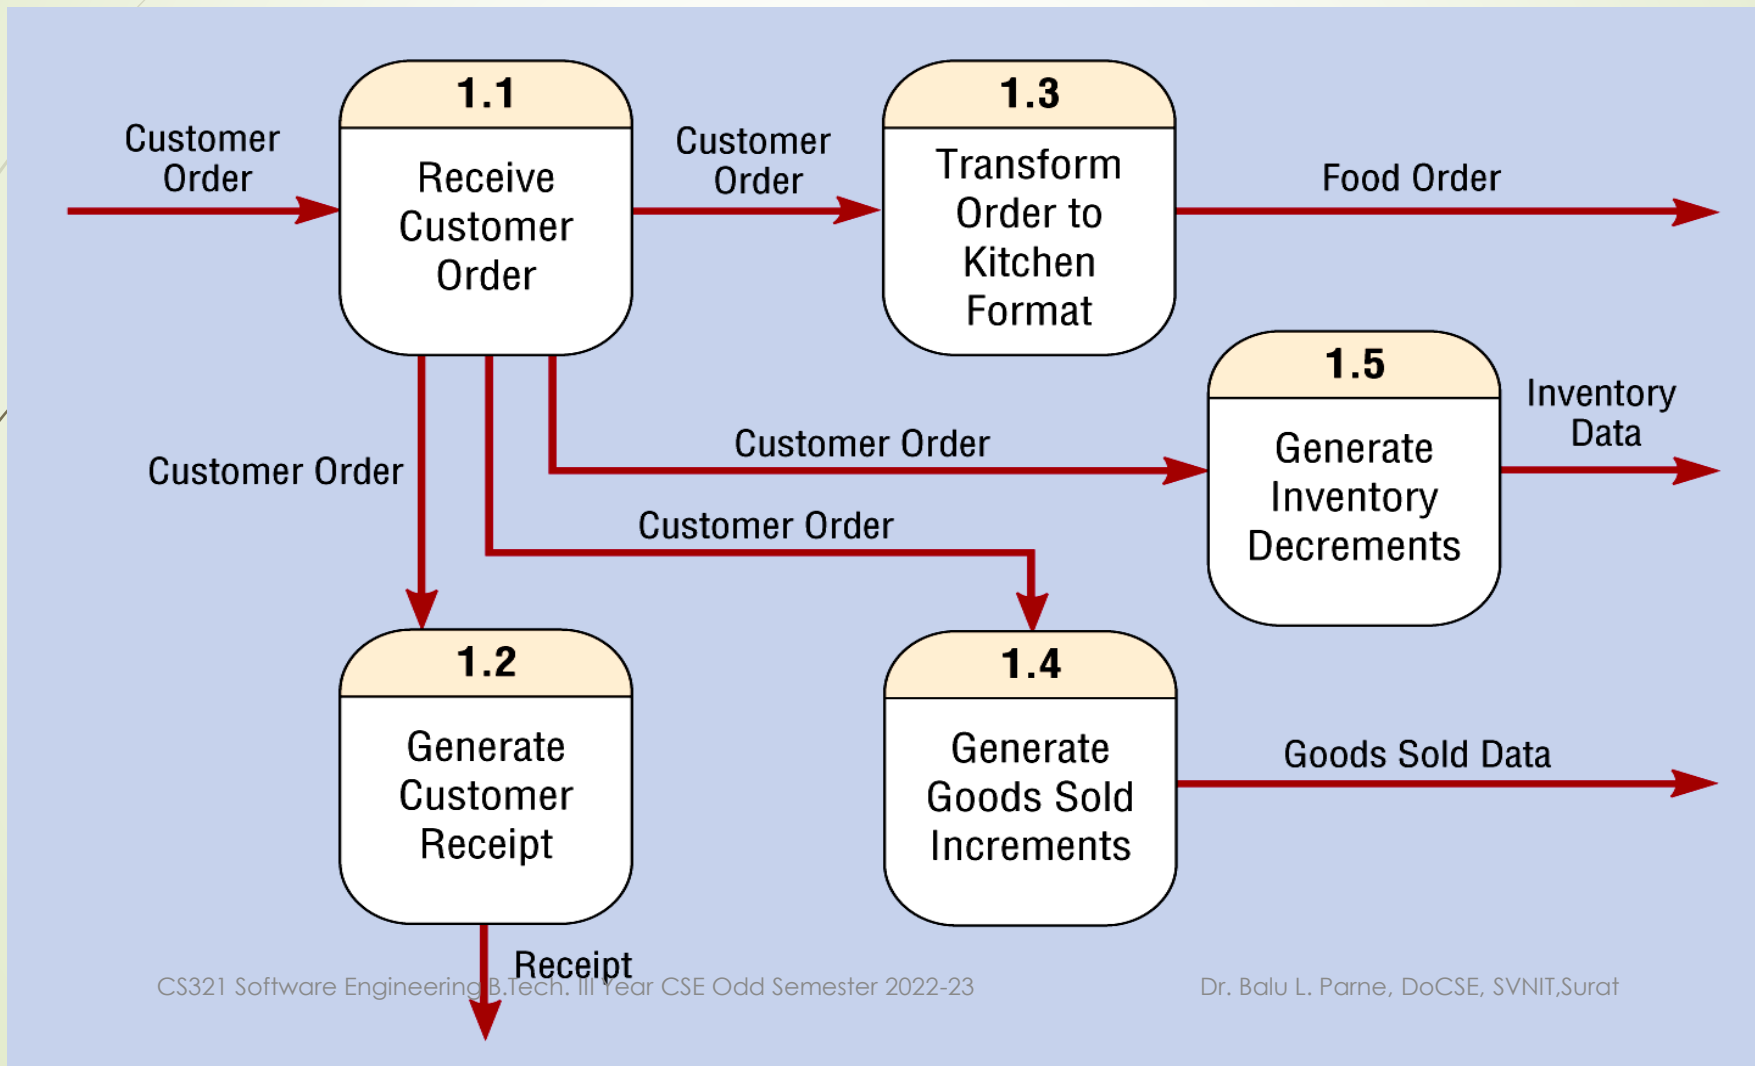 1.1
1.3
Customer
Order
Receive
Customer
Order
Customer
Order
Transform
Order to
Kitchen
Format
Food Order
1.5
Inventory
Data
Generate
Inventory
Decrements
Customer Order
Customer Order
Customer Order
1.2
1.4
Generate
Customer
Receipt
Generate
Goods Sold
Increments
Goods Sold Data
Receipt
CS321 Software Engineering B.Tech. III Year CSE Odd Semester 2022-23
Dr. Balu L. Parne, DoCSE, SVNIT,Surat